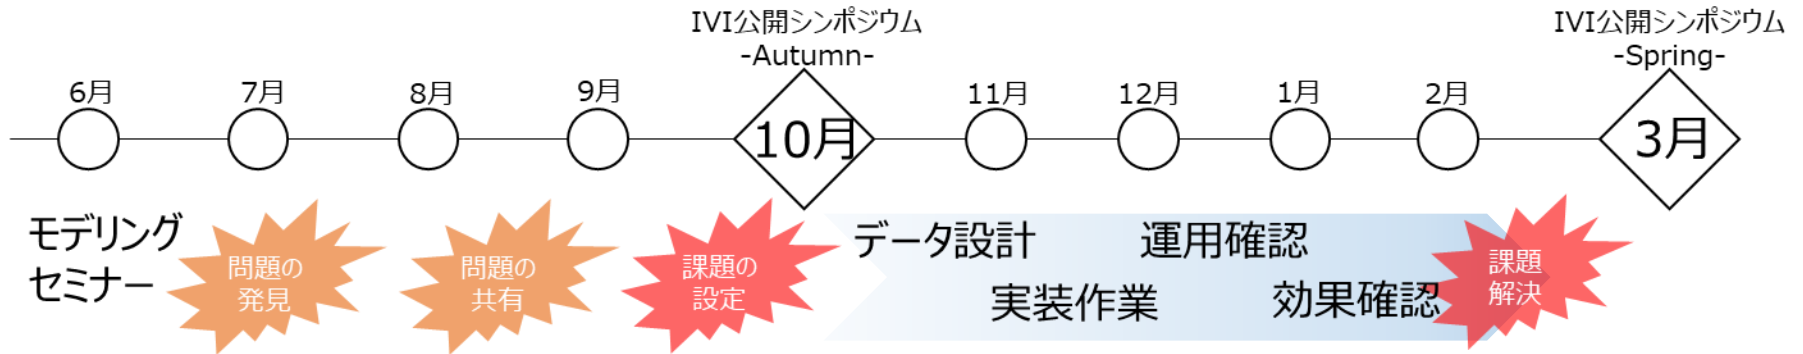 IVI公開シンポジウム
-Autumn-
IVI公開シンポジウム
-Spring-
6月
7月
8月
9月
10月
11月
12月
1月
2月
3月
モデリング
セミナー
問題の
発見
問題の
共有
課題の
設定
データ設計
実装作業
運用確認
効果確認
課題
解決